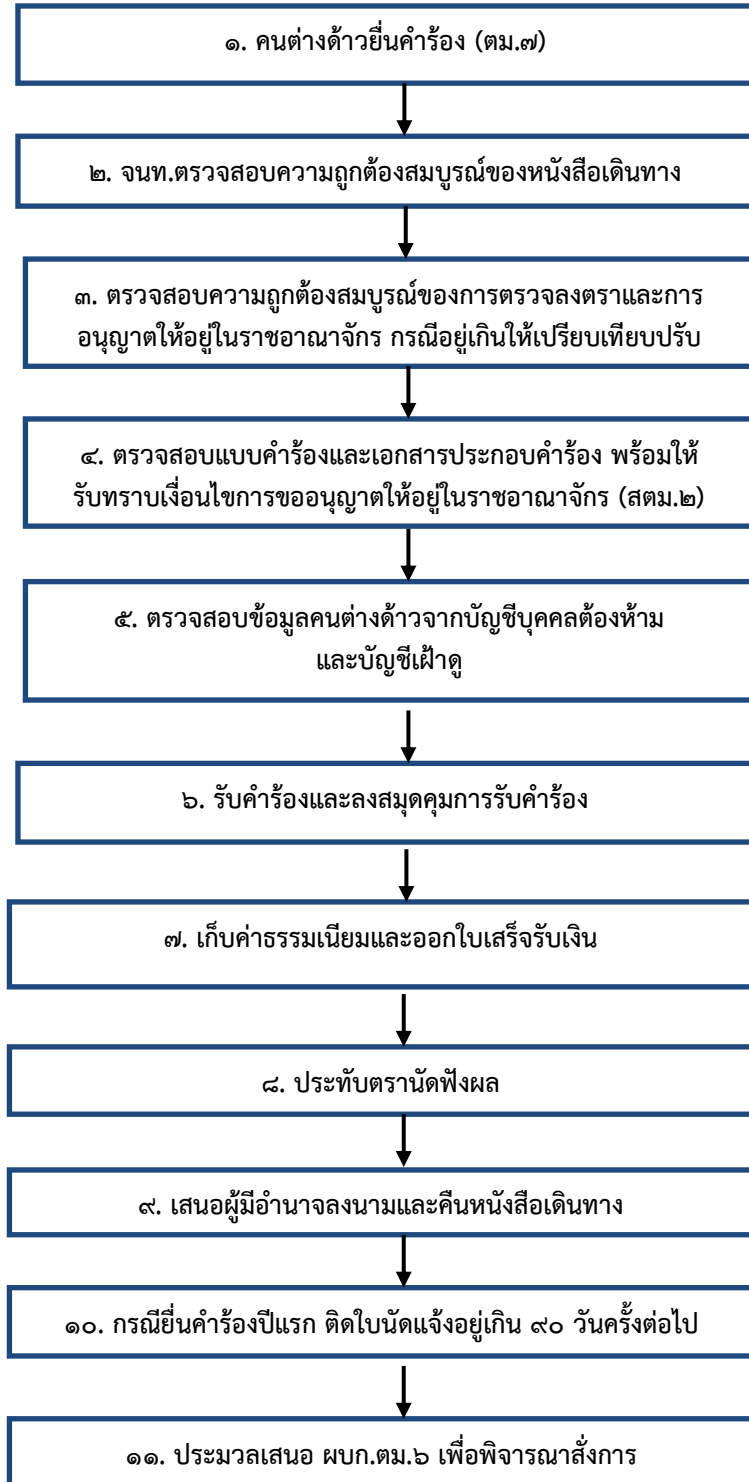 ๑. คนต่างด้าวยื่นคำร้อง (ตม.๗)
๒. จนท.ตรวจสอบความถูกต้องสมบูรณ์ของหนังสือเดินทาง
๓. ตรวจสอบความถูกต้องสมบูรณ์ของการตรวจลงตราและการ
อนุญาตให้อยู่ในราชอาณาจักร กรณีอยู่เกินให้เปรียบเทียบปรับ
๔. ตรวจสอบแบบคำร้องและเอกสารประกอบคำร้อง พร้อมให้
รับทราบเงื่อนไขการขออนุญาตให้อยู่ในราชอาณาจักร (สตม.๒)
๕. ตรวจสอบข้อมูลคนต่างด้าวจากบัญชีบุคคลต้องห้าม
และบัญชีเฝ้าดู
๖. รับคำร้องและลงสมุดคุมการรับคำร้อง
๗. เก็บค่าธรรมเนียมและออกใบเสร็จรับเงิน
๘. ประทับตรานัดฟังผล
๙. เสนอผู้มีอำนาจลงนามและคืนหนังสือเดินทาง
๑๐. กรณียื่นคำร้องปีแรก ติดใบนัดแจ้งอยู่เกิน ๙๐ วันครั้งต่อไป
๑๑. ประมวลเสนอ ผบก.ตม.๖ เพื่อพิจารณาสั่งการ